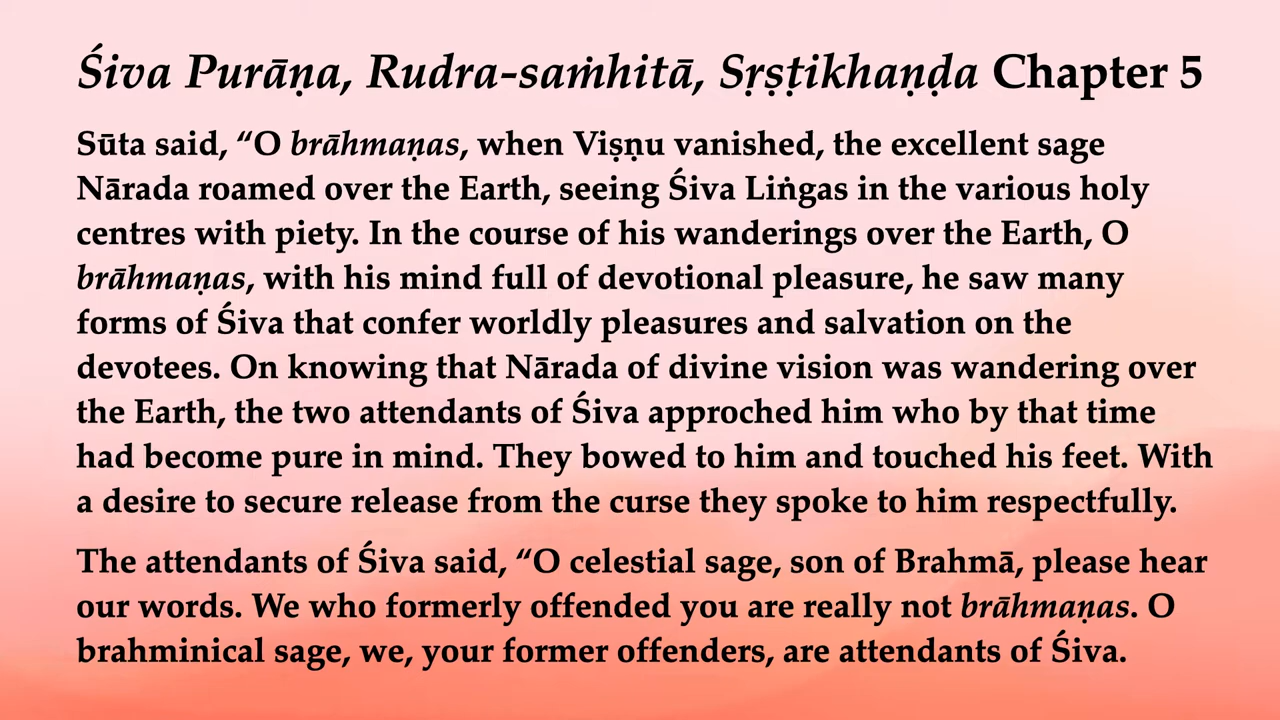 Śiva Purāṇa, Rudra-saṁhitā, Sṛṣṭikhaṇḍa Chapter 5
Sūta said, “O brāhmaṇas, when Viṣṇu vanished, the excellent sage
Nārada roamed over the Earth, seeing Śiva Liṅgas in the various holy
centres with piety. In the course of his wanderings over the Earth, O
brāhmaṇas, with his mind full of devotional pleasure, he saw many
forms of Śiva that confer worldly pleasures and salvation on the
devotees. On knowing that Nārada of divine vision was wandering over
the Earth, the two attendants of Śiva approched him who by that time
had become pure in mind. They bowed to him and touched his feet. With
a desire to secure release from the curse they spoke to him respectfully.
The attendants of Śiva said, “O celestial sage, son of Brahmā, please hear
our words. We who formerly offended you are really not brāhmaṇas. O
brahminical sage, we, your former offenders, are attendants of Śiva.